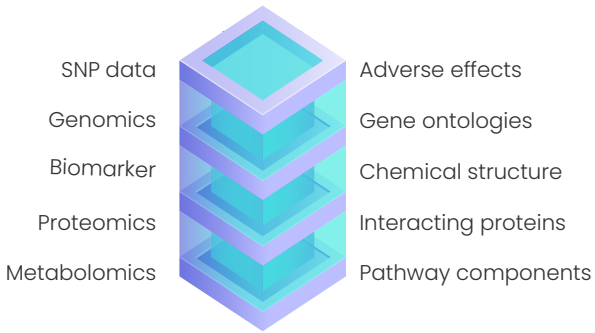 SNP data
Adverse effects
Genomics
Gene ontologies
Biomarker
Chemical structure
Proteomics
Interacting proteins
Metabolomics
Pathway components